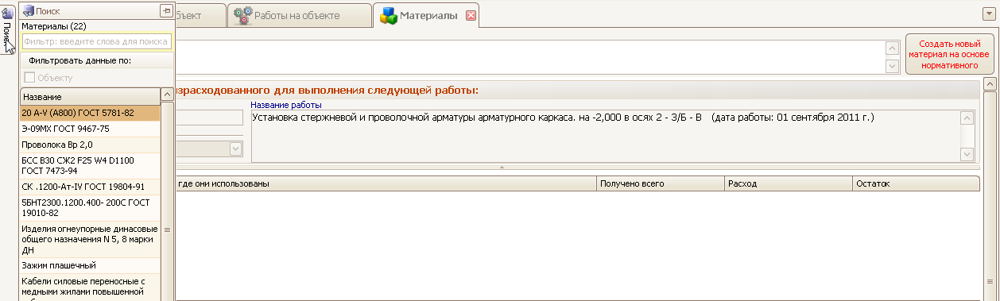 Поиск
Поиск
бъект
Работы на объекте
Материалы
Материалы (22)
Фильтр: введите слова для поиска
Фильтровать данные по:
Объекту
Создать новый
материал на основе
нормативного
Название
зрасходованного для выполнения следующей работы:
Название работы
Установка стержневой и проволочной арматуры арматурного каркаса. на -2,000 в осях 2 - 3/Б - В (дата работы: 01 сентября 2011 г.)
20 А-V (А800) ГОСТ 5781-82
Э-09МХ ГОСТ 9467-75
Проволока Вр 2,0
БСС В30 СЖ2 F25 W4 D1100
ГОСТ 7473-94
СК .1200-Ат-IV ГОСТ 19804-91
5БНТ2300.1200.400- 200С ГОСТ
19010-82
Изделия огнеупорные динасовые
общего назначения N 5, 8 марки
ДН
Зажим плашечный
Кабели силовые переносные с
медными жилами повышенной
где они использованы
Получено всего
Расход
Остаток